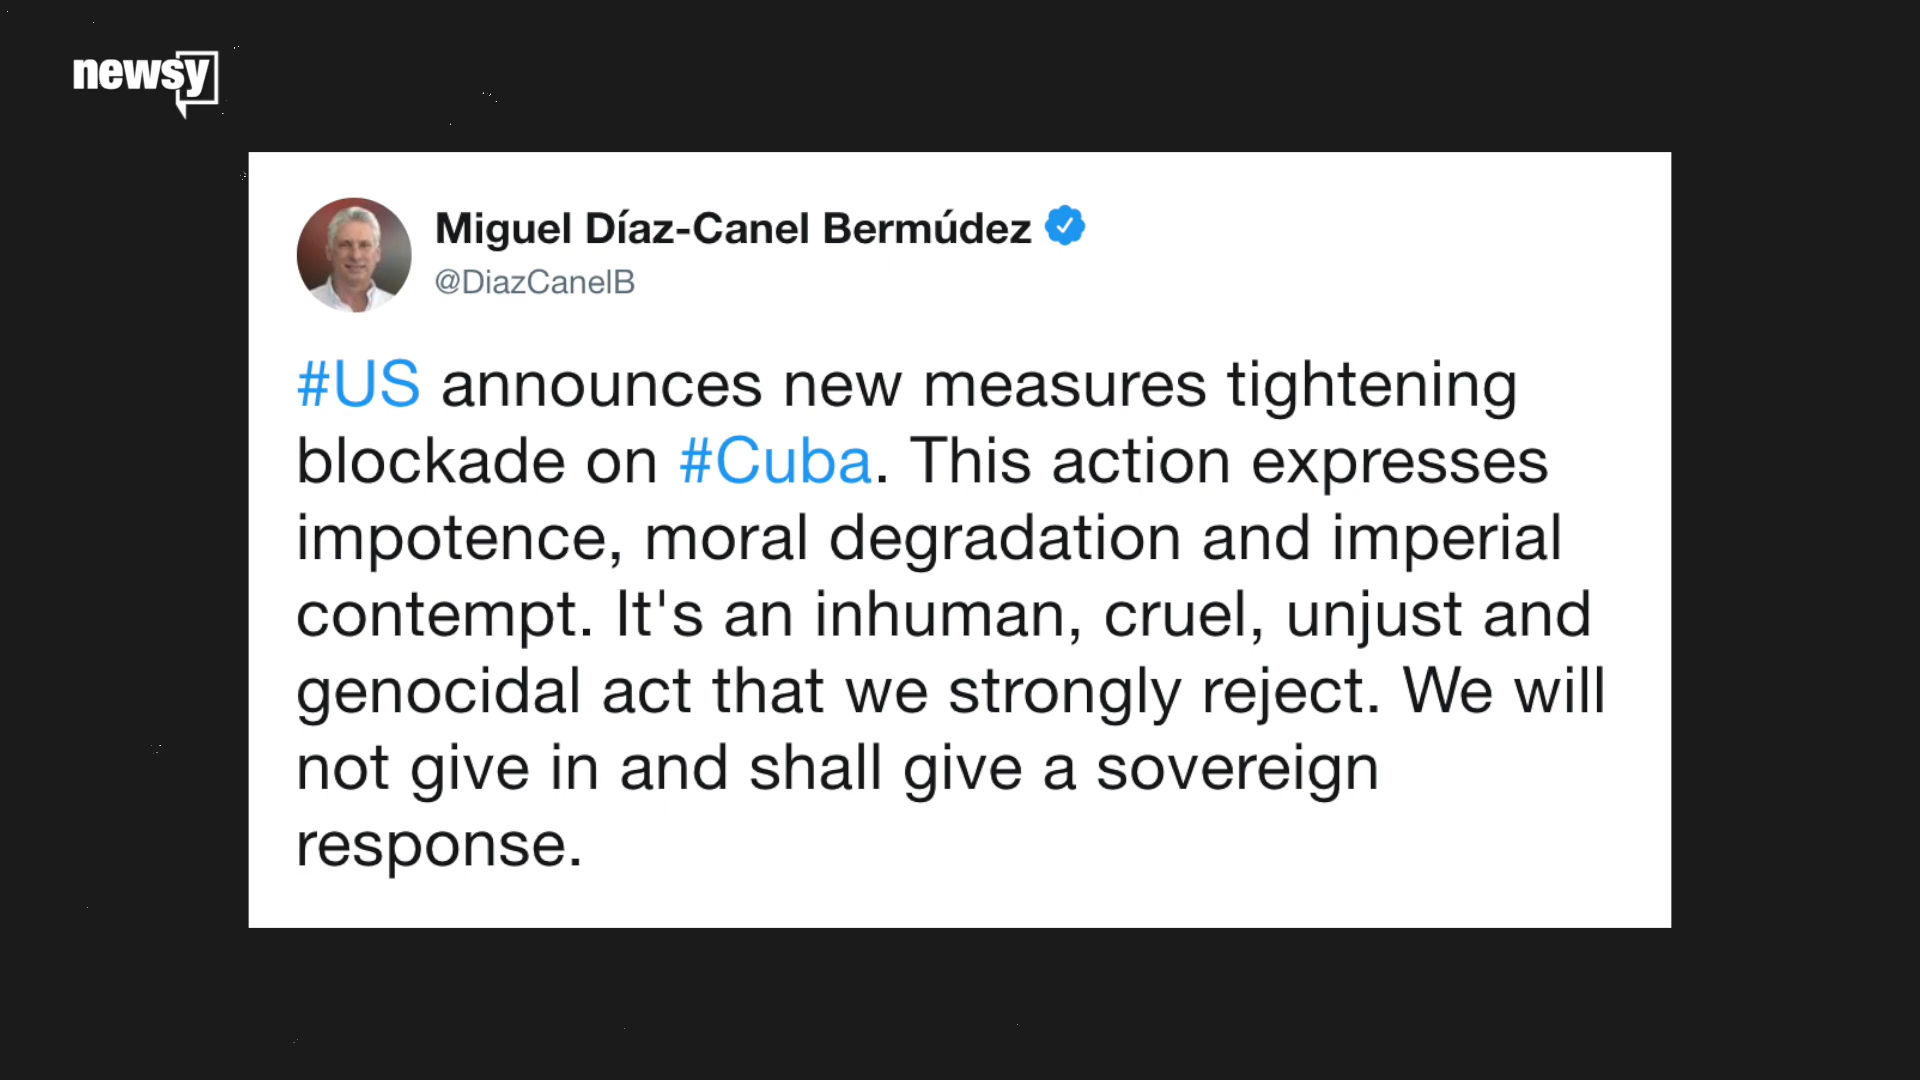 newsy
Miguel Díaz-Canel Bermúdez
@DiazCanelB
#US announces new measures tightening
blockade on #Cuba. This action expresses
impotence, moral degradation and imperial
contempt. It's an inhuman, cruel, unjust and
genocidal act that we strongly reject. We will
not give in and shall give a sovereign
response.